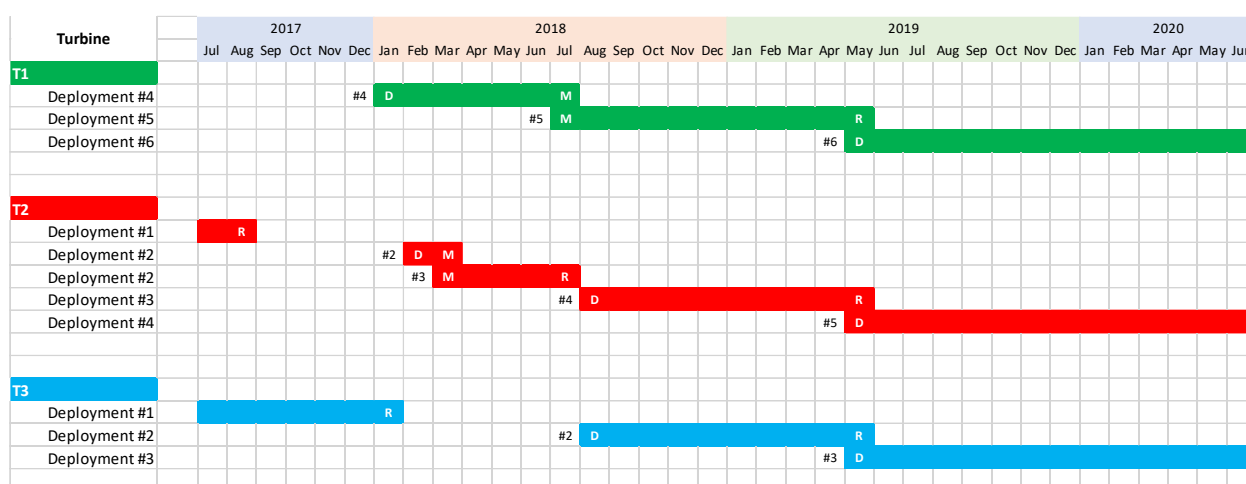 2017 2018 2019 2020
Turbine
Jul Aug Sep Oct Nov Dec Jan Feb Mar Apr May Jun Jul Aug Sep Oct Nov Dec Jan Feb Mar Apr May Jun Jul Aug Sep Oct Nov Dec Jan Feb Mar Apr May Jun
T1
Deployment #4 #4 D M
Deployment #5 #5 M R
Deployment #6 #6 D
T2
Deployment #1 R
Deployment #2 #2 D M
Deployment #2 #3 M R
Deployment #3 #4 D R
Deployment #4 #5 D
T3
Deployment #1 R
Deployment #2 #2 D R
Deployment #3 #3 D